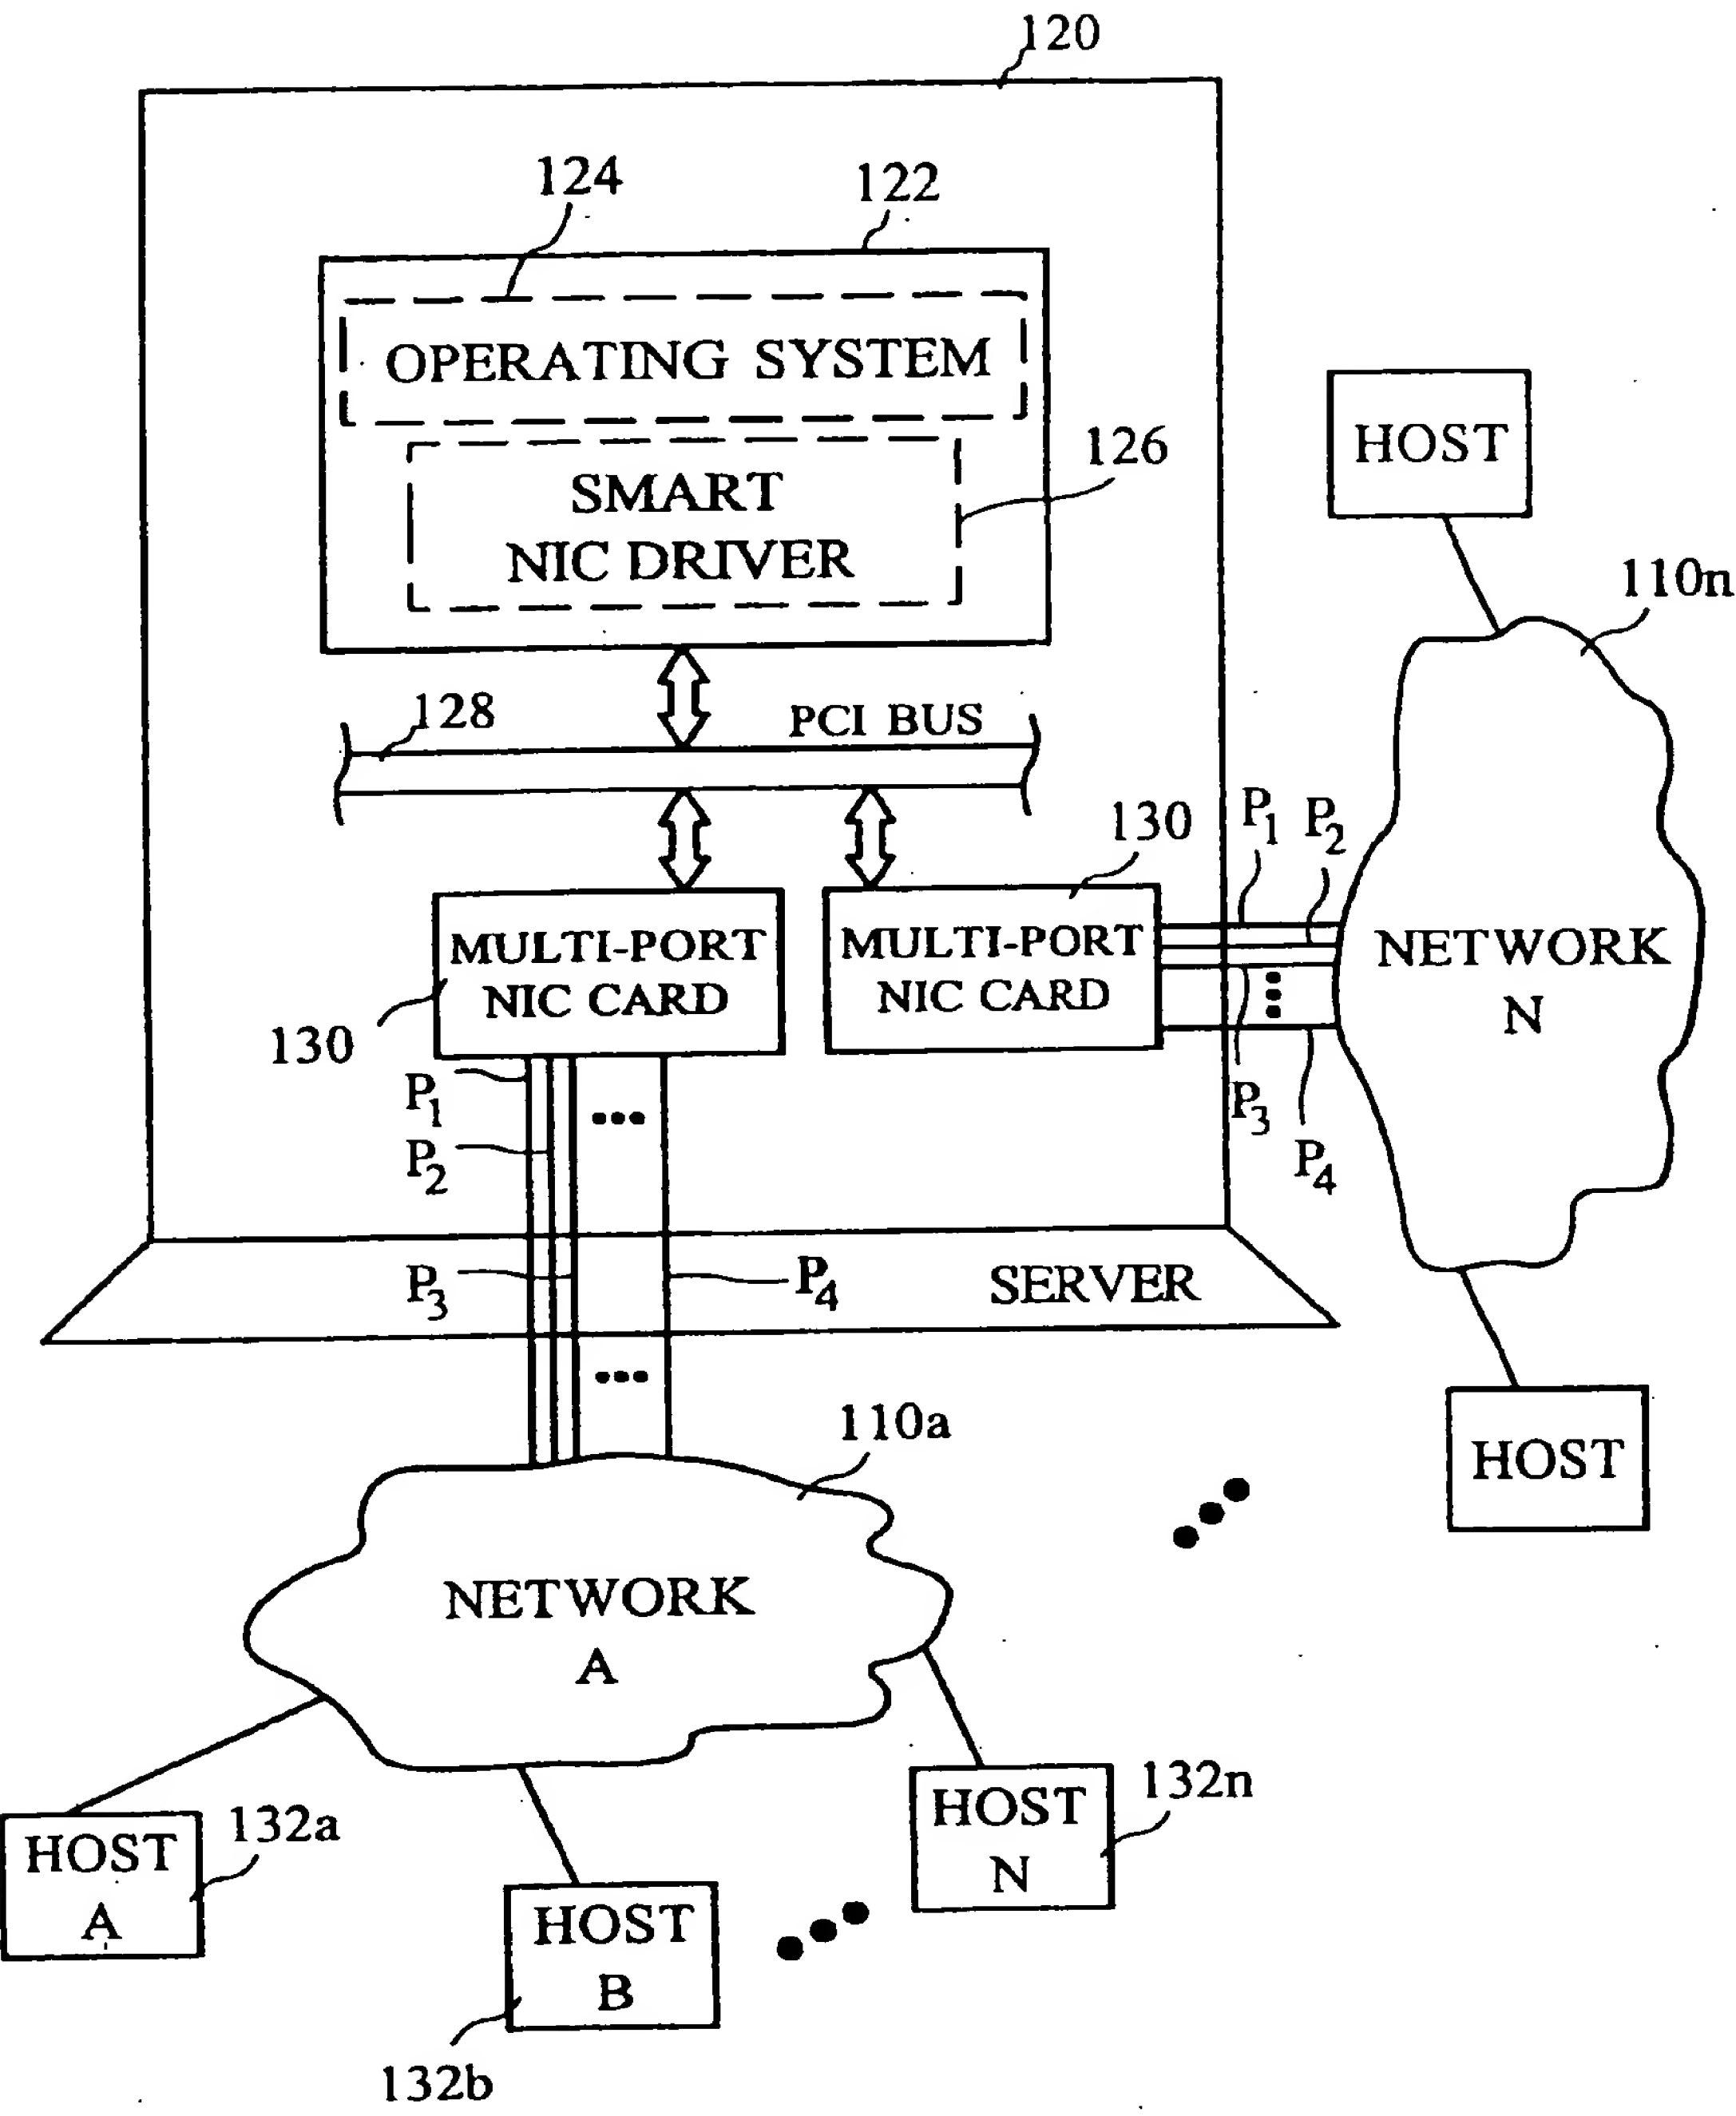 120
124
122
OPERATING SYSTEM
126
SMART
NIC DRIVER
HOST
110n
128
PCI BUS
130
P1
P2
MULTI-PORT
NIC CARD
MULTI-PORT
NIC CARD
NETWORK
N
130
P1
P2
P3
P4
P3
P4
SERVER
110a
HOST
NETWORK
A
132n
HOST
N
132a
HOST
A
HOST
B
132b